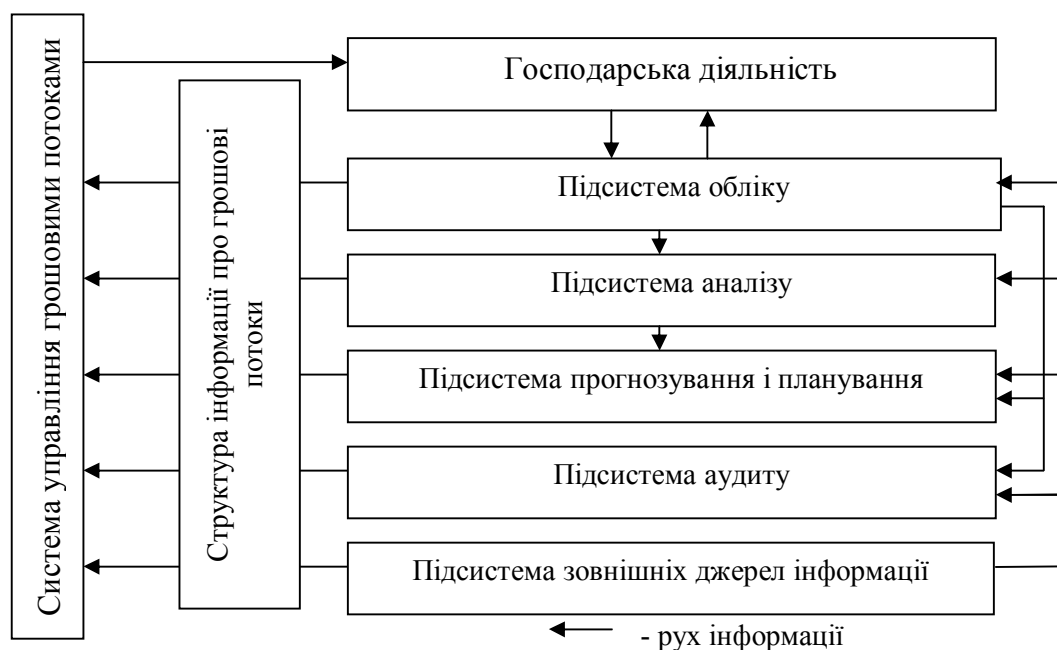 Система управління грошовими потоками
Структура інформації про грошові
потоки
Господарська діяльність
Підсистема обліку
Підсистема аналізу
Підсистема прогнозування і планування
Підсистема аудиту
Підсистема зовнішніх джерел інформації
- рух інформації